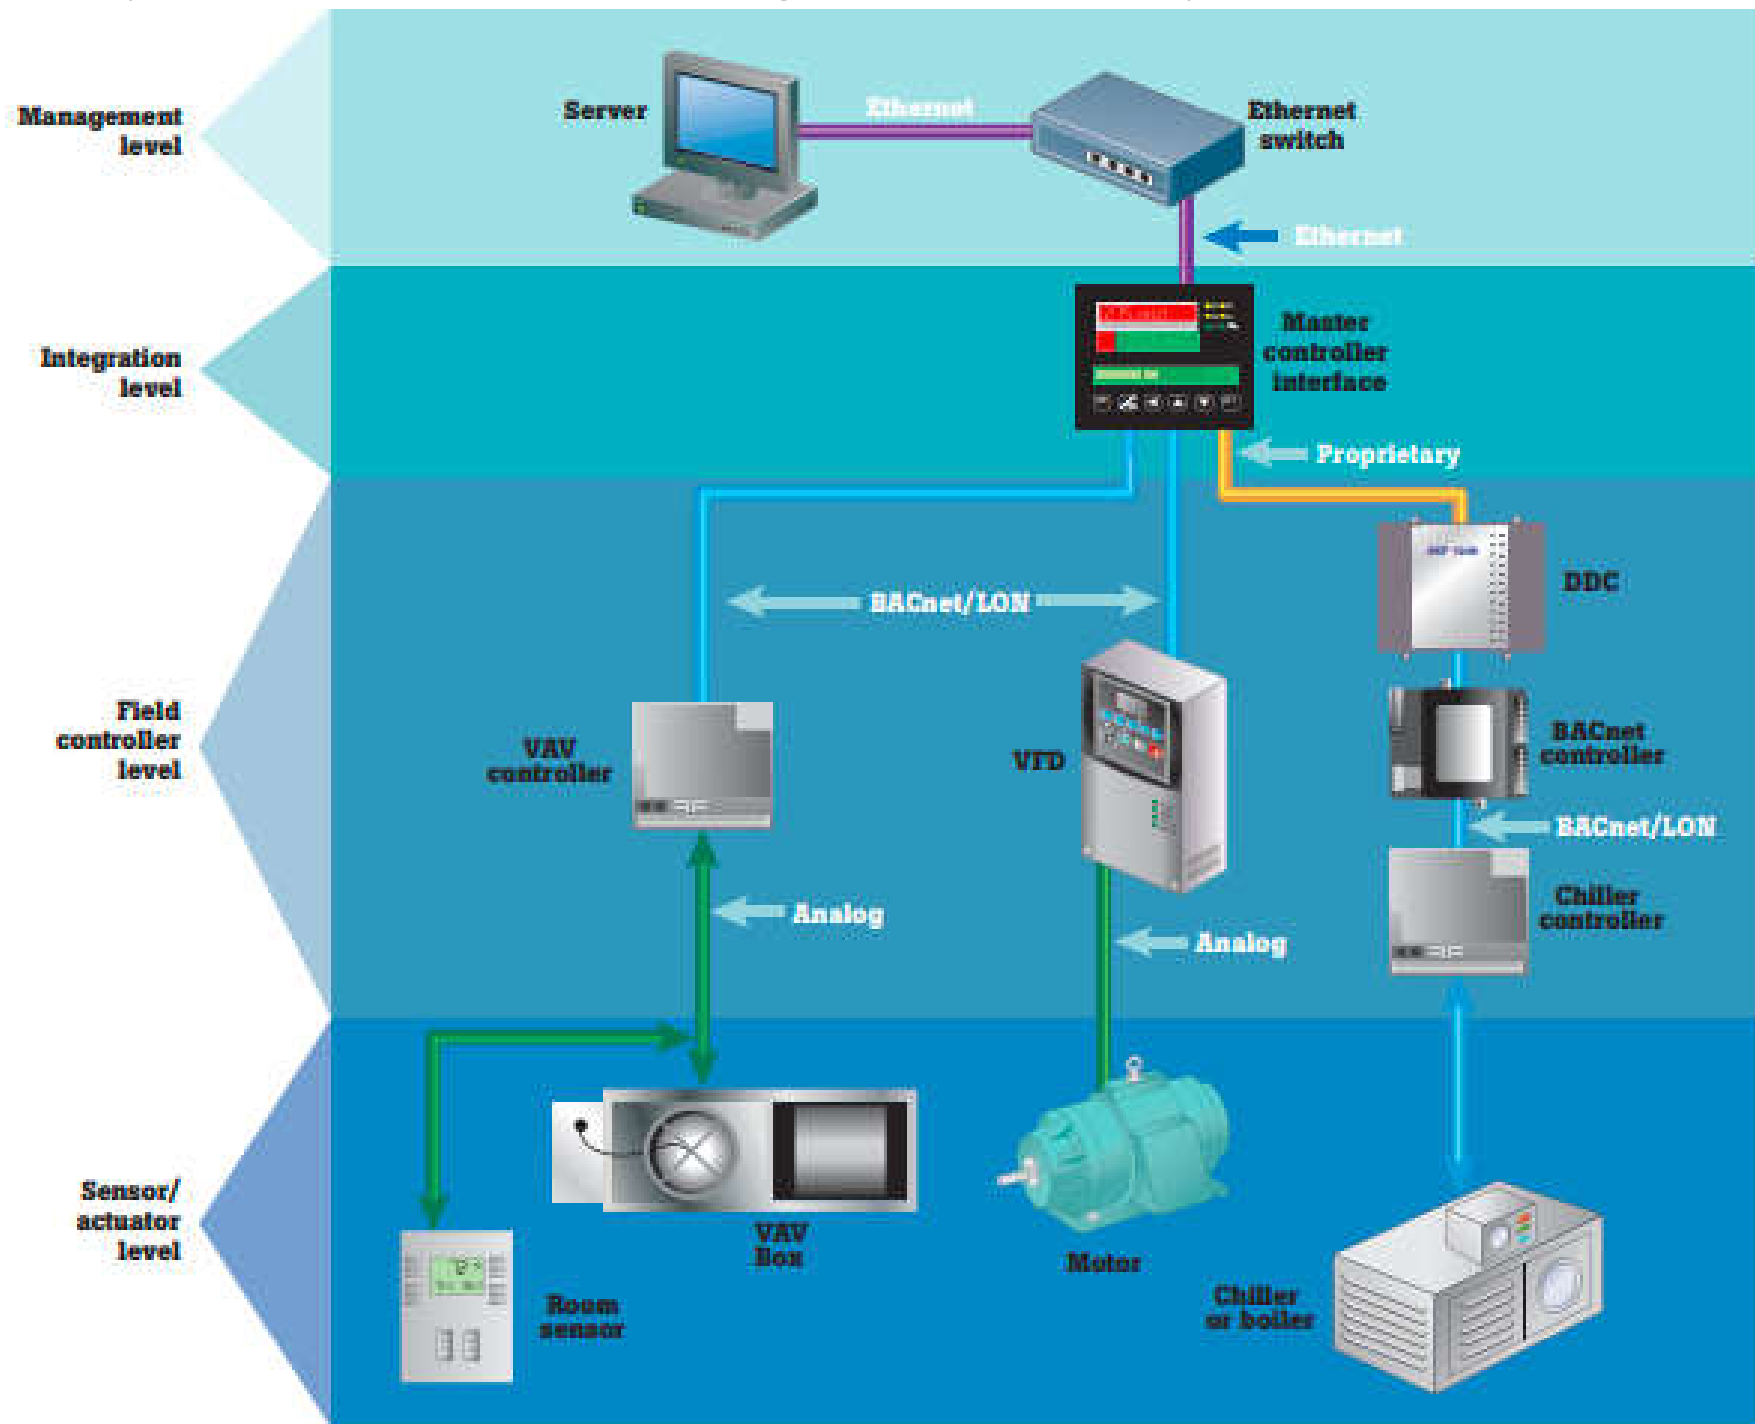 Management
level
Server
Ethernet
Ethernet
switch
Ethernet
Integration
level
Master
controller
interface
Proprietary
BACnet/LON
DDC
Field
controller
level
VAV
controller
VFD
BACnet
controller
BACnet/LON
Chiller
controller
Analog
Analog
Sensor/
actuator
level
VAV
Box
Motor
Room
sensor
Chiller
or boiler